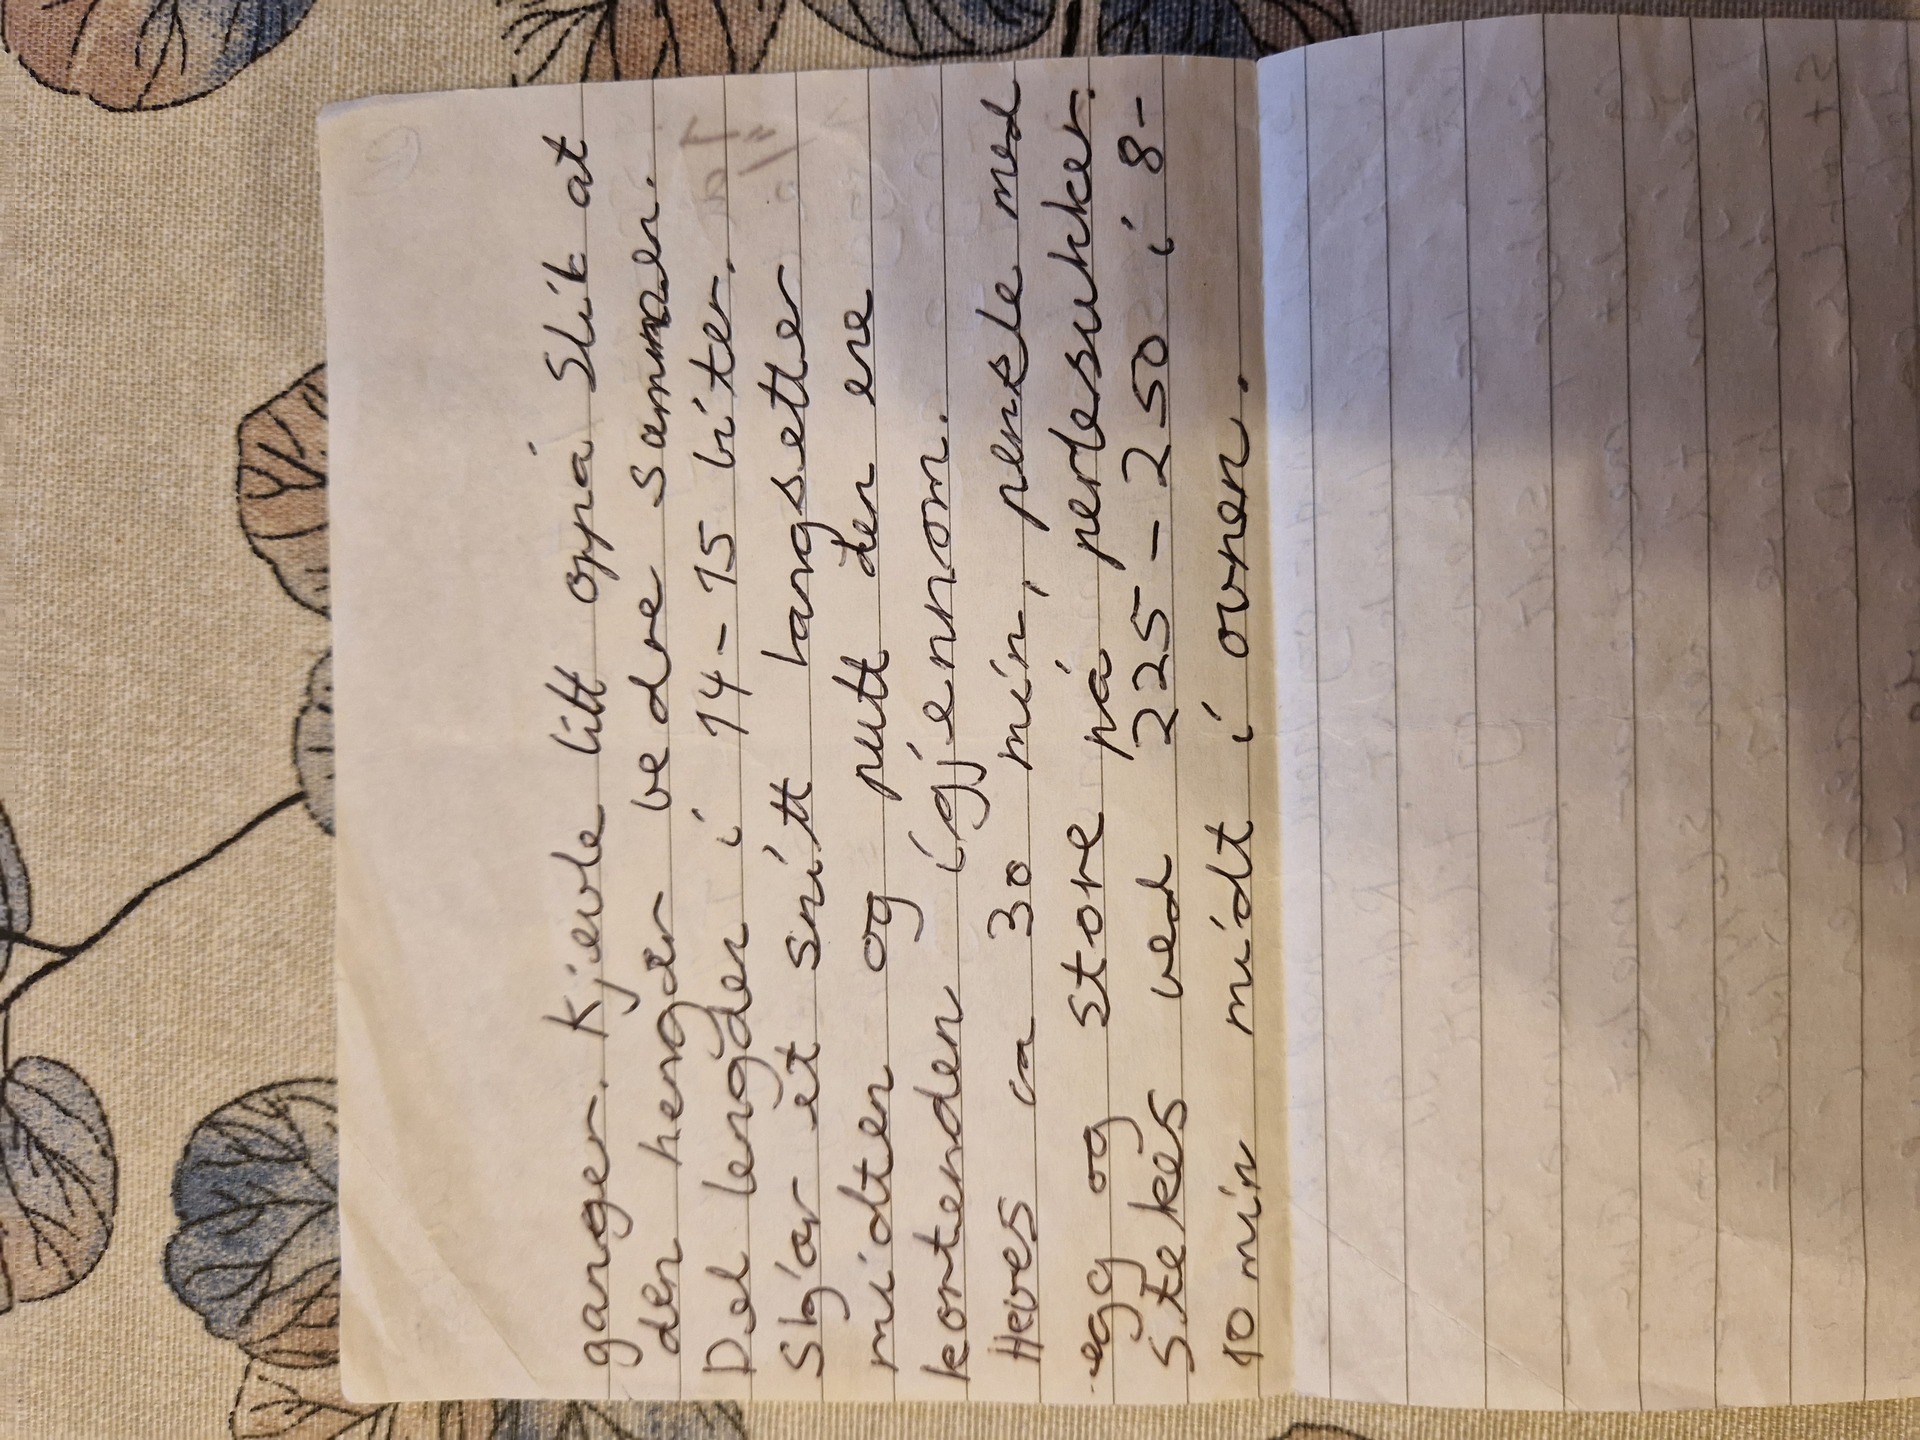 ganger. Kjevle litt oppå Slik at
den henger bedre sammen.
Del lengden i 14-15 biter.
Skjær et snitt langsetter
midten og putt den ene
kortenden igjennom.
Heves ca 30 min, pensle med
egg og strø på perlesukker.
Stekes ved 225-250 i 8-
10 min midt i ovnen.